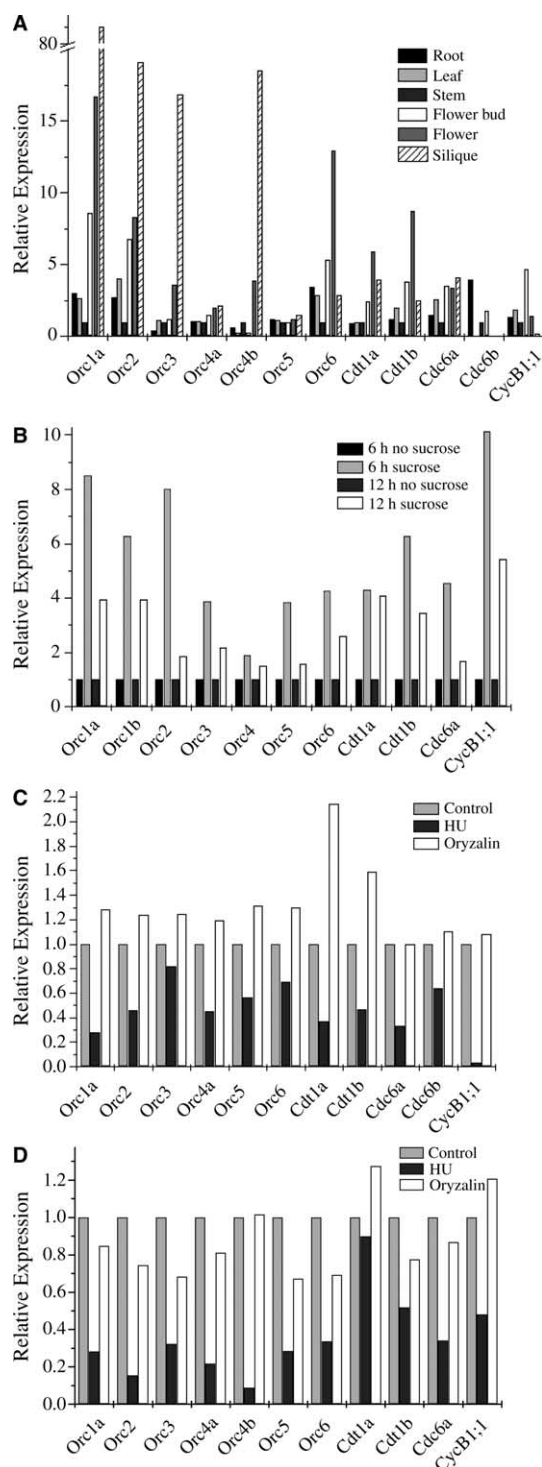 A
Relative Expression
80
15
10
5
0
Root
Leaf
Stem
Flower bud
Flower
Silique
Orc1a Orc2 Orc3 Orc4a Orc4b Orc5 Orc6 Cdt1a Cdt1b Cdc6a Cdc6b CycB1;1
B
Relative Expression
10
8
6
4
2
0
6 h no sucrose
6 h sucrose
12 h no sucrose
12 h sucrose
Orc1a Orc1b Orc2 Orc3 Orc4 Orc5 Orc6 Cdt1a Cdt1b Cdc6a CycB1;1
C
Relative Expression
2.2
2.0
1.8
1.6
1.4
1.2
1.0
0.8
0.6
0.4
0.2
0.0
Control
HU
Oryzalin
Orc1a Orc2 Orc3 Orc4a Orc5 Orc6 Cdt1a Cdt1b Cdc6a Cdc6b CycB1;1
D
Relative Expression
1.2
1.0
0.8
0.6
0.4
0.2
0.0
Control
HU
Oryzalin
Orc1a Orc2 Orc3 Orc4a Orc4b Orc5 Orc6 Cdt1a Cdt1b Cdc6a CycB1;1